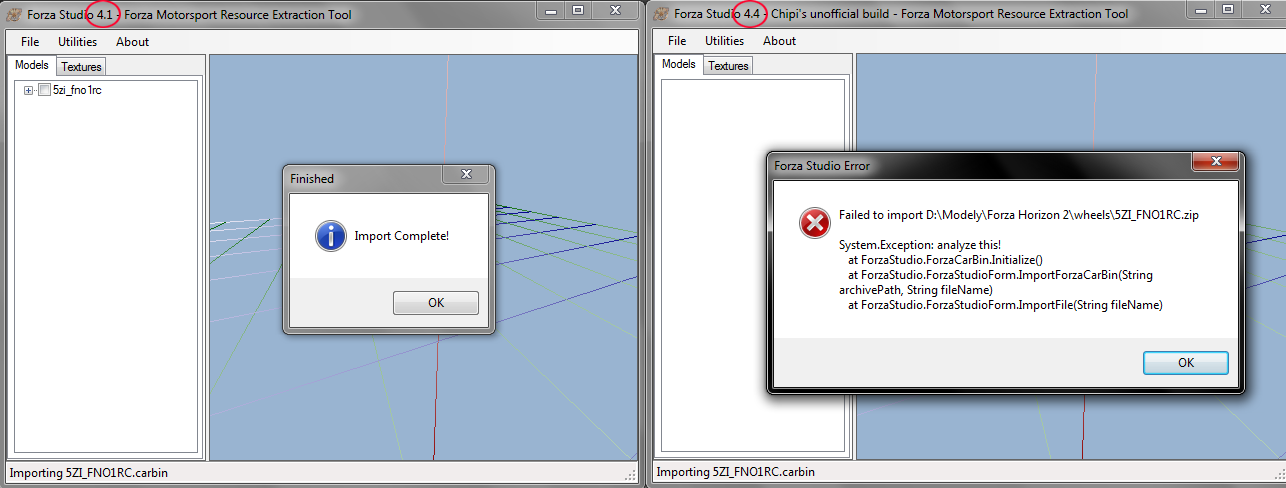 Forza Studio 4.1 - Forza Motorsport Resource Extraction Tool
File Utilities About
Models Textures
5zi_fno1rc
Finished
Import Complete!
OK
Importing 5ZI_FNO1RC.carbin
Forza Studio 4.4 - Chipi's unofficial build - Forza Motorsport Resource Extraction Tool
File Utilities About
Models Textures
Forza Studio Error
Failed to import D:\Modely\Forza Horizon 2\wheels\5ZI_FNO1RC.zip
System.Exception: analyze this!
at ForzaStudio.ForzaCarBin.Initialize()
at ForzaStudio.ForzaStudioForm.ImportForzaCarBin(String
archivePath, String fileName)
at ForzaStudio.ForzaStudioForm.ImportFile(String fileName)
OK
Importing 5ZI_FNO1RC.carbin